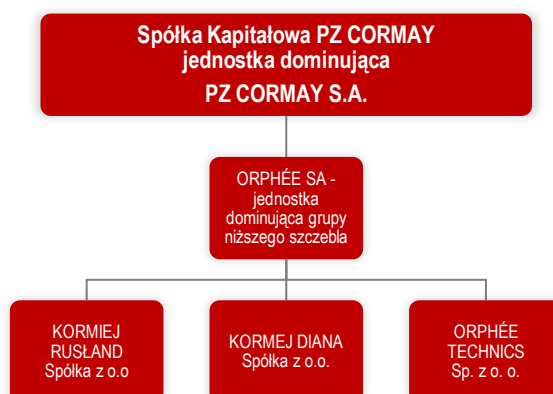 Spółka Kapitałowa PZ CORMAY
jednostka dominująca
PZ CORMAY S.A.
ORPHÉE SA -
jednostka
dominująca grupy
niższego szczebla
KORMIEJ
RUSŁAND
Spółka z o.o
KORMEJ DIANA
Spółka z o.o.
ORPHÉE
TECHNICS
Sp. z o. o.